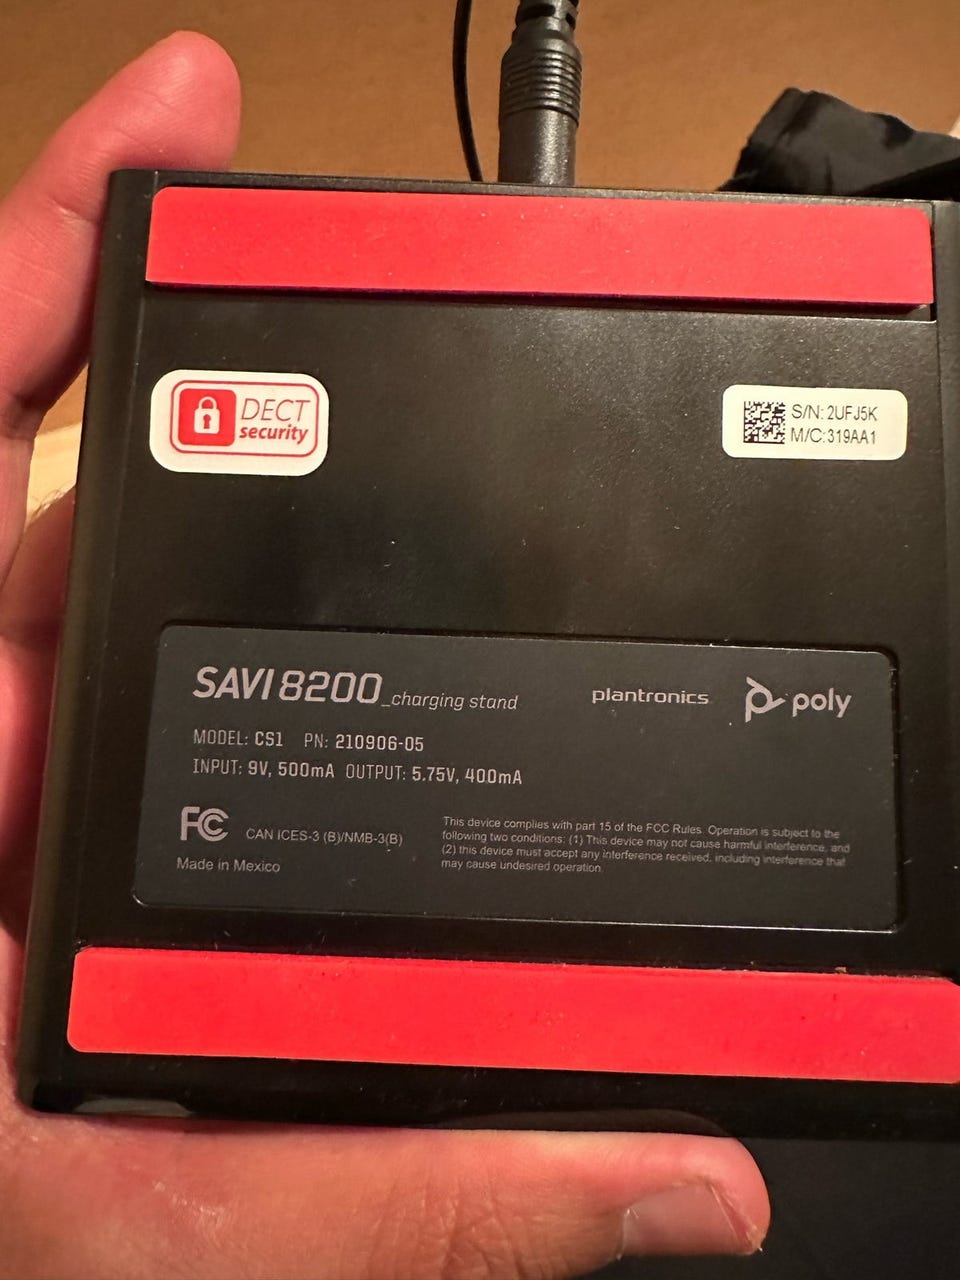 DECT
security
S/N: 2UFJ5K
M/C: 319AA1
SAVI 8200_charging stand
plantronics
poly
MODEL: CS1 PN: 210906-05
INPUT: 9V, 500mA OUTPUT: 5.75V, 400mA
FC CAN ICES-3 (B)/NMB-3(B)
Made in Mexico
This device complies with part 15 of the FCC Rules. Operation is subject to the
following two conditions: (1) This device may not cause harmful interference, and
(2) this device must accept any interference received, including interference that
may cause undesired operation.